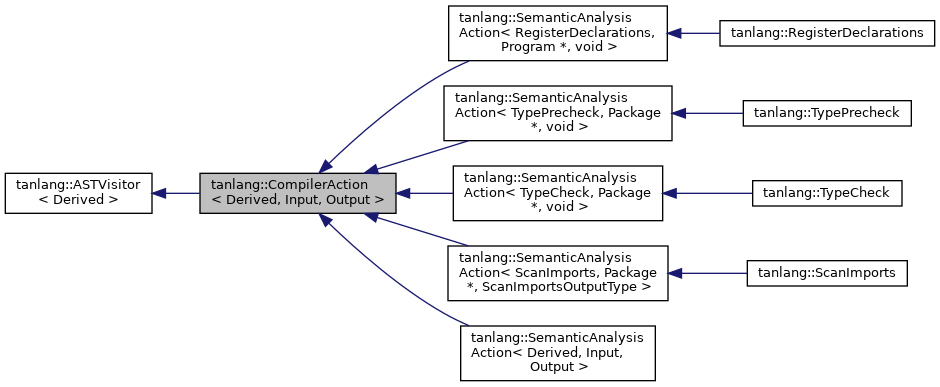 tanlang::SemanticAnalysis
Action< RegisterDeclarations,
Program *, void >
tanlang::RegisterDeclarations
tanlang::SemanticAnalysis
Action< TypePrecheck, Package
*, void >
tanlang::TypePrecheck
tanlang::ASTVisitor
< Derived >
tanlang::CompilerAction
< Derived, Input, Output >
tanlang::SemanticAnalysis
Action< TypeCheck, Package
*, void >
tanlang::TypeCheck
tanlang::SemanticAnalysis
Action< ScanImports, Package
*, ScanImportsOutputType >
tanlang::ScanImports
tanlang::SemanticAnalysis
Action< Derived, Input,
Output >